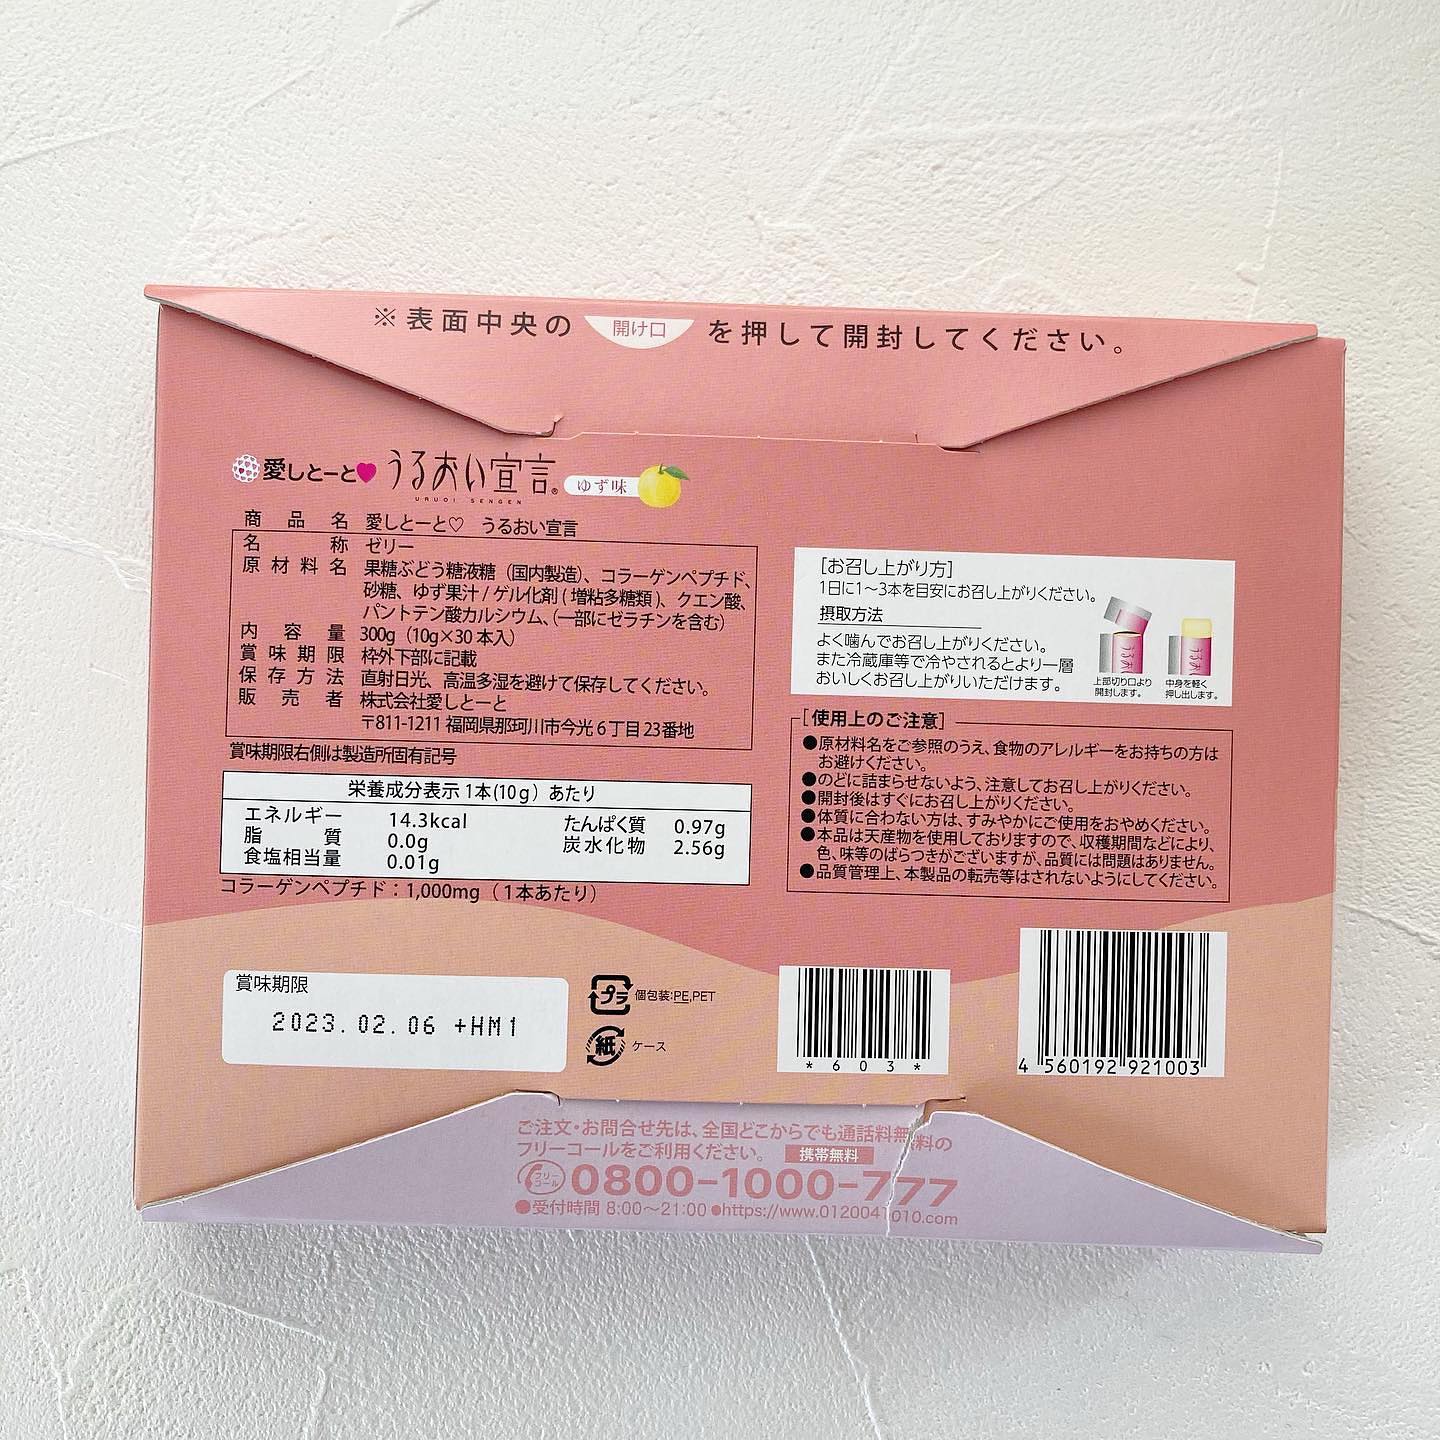 ※表面中央の 開け口 を押して開封してください。
愛しとーと♥ うるおい宣言® ゆず味
URUOI SENGEN
商品名 愛しとーと♡ うるおい宣言
名称 ゼリー
原材料名 果糖ぶどう糖液糖（国内製造）、コラーゲンペプチド、
砂糖、ゆず果汁/ゲル化剤(増粘多糖類)、クエン酸、
パントテン酸カルシウム、（一部にゼラチンを含む）
内容量 300g（10g×30本入）
賞味期限 枠外下部に記載
保存方法 直射日光、高温多湿を避けて保存してください。
販売者 株式会社愛しとーと
〒811-1211 福岡県那珂川市今光6丁目23番地
賞味期限右側は製造所固有記号
栄養成分表示 1本(10g）あたり
エネルギー 14.3kcal たんぱく質 0.97g
脂質 0.0g 炭水化物 2.56g
食塩相当量 0.01g
コラーゲンペプチド：1,000mg（1本あたり）
[お召し上がり方]
1日に1〜3本を目安にお召し上がりください。
摂取方法
よく噛んでお召し上がりください。
また冷蔵庫等で冷やされるとより一層
おいしくお召し上がりいただけます。
上部切り口より
開封します。
中身を軽く
押し出します。
うるおい
うるお
[使用上のご注意]
●原材料名をご参照のうえ、食物のアレルギーをお持ちの方は
お避けください。
●のどに詰まらせないよう、注意してお召し上がりください。
●開封後はすぐにお召し上がりください。
●体質に合わない方は、すみやかにご使用をおやめください。
●本品は天産物を使用しておりますので、収穫期間などにより、
色、味等のばらつきがございますが、品質には問題はありません。
●品質管理上、本製品の転売等はされないようにしてください。
賞味期限
2023.02.06 +HM1
プラ 個包装:PE,PET
紙 ケース
*603*
4 560192 921003
ご注文・お問合せ先は、全国どこからでも通話料無料の
フリーコールをご利用ください。 携帯無料
フリーコール 0800-1000-777
●受付時間 8:00〜21:00 ●https://www.0120041010.com